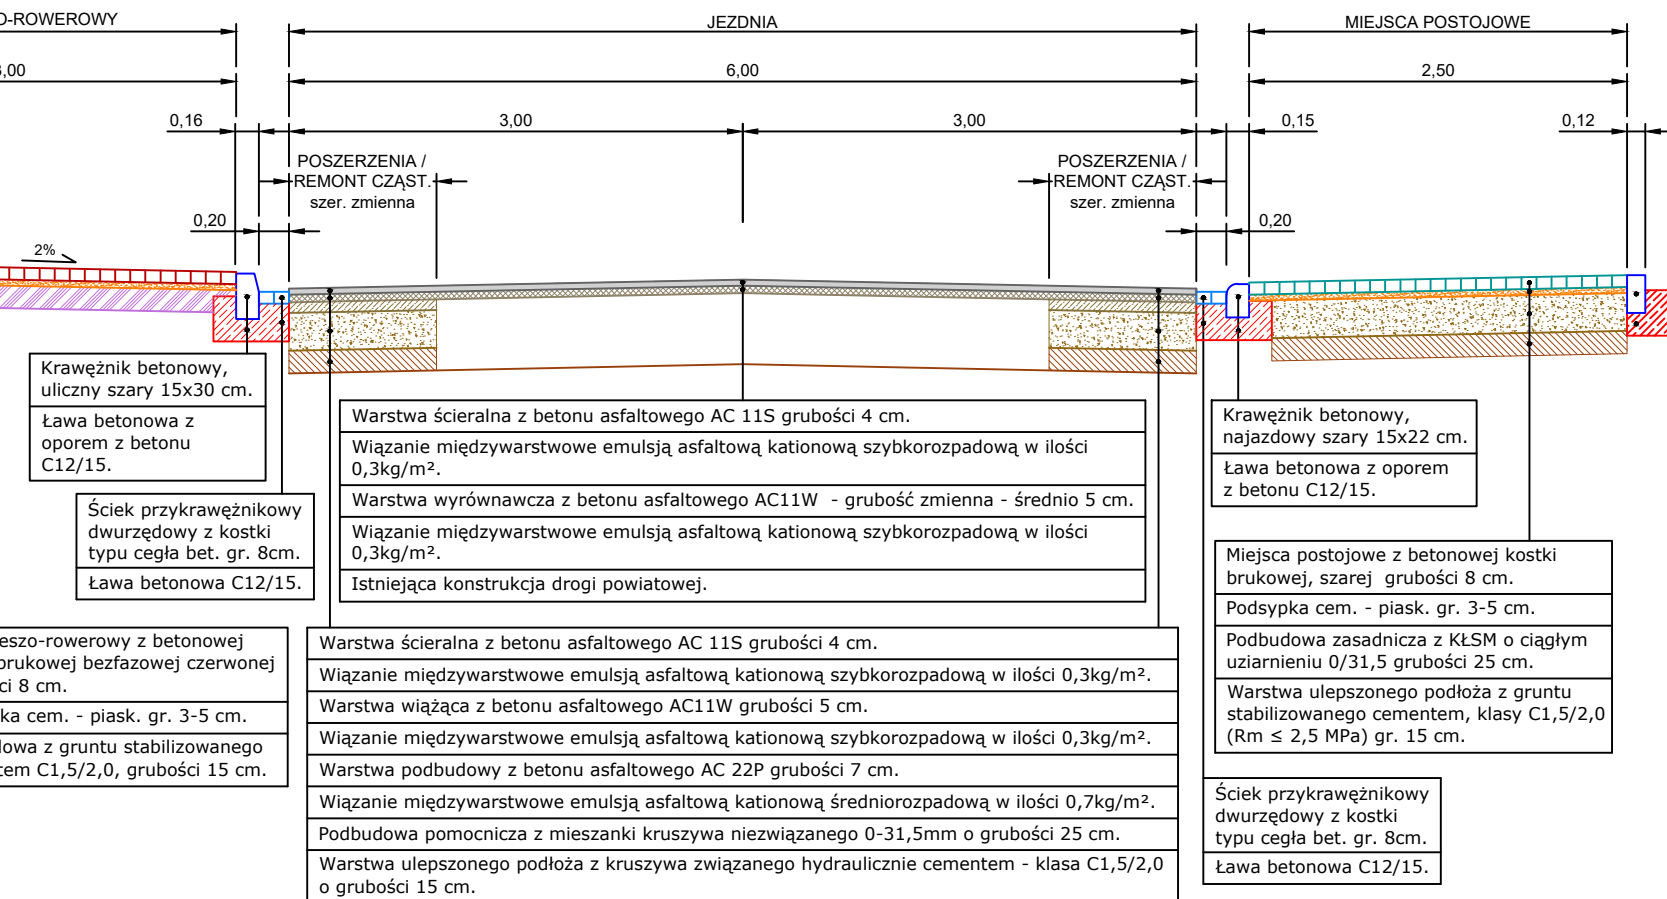 O-ROWEROWY
JEZDNIA
MIEJSCA POSTOJOWE
3,00
6,00
2,50
0,16
3,00
3,00
0,15
0,12
POSZERZENIA /
REMONT CZĄST.
szer. zmienna
POSZERZENIA /
REMONT CZĄST.
szer. zmienna
0,20
0,20
2%
Krawężnik betonowy,
uliczny szary 15x30 cm.
Ława betonowa z
oporem z betonu
C12/15.
Ściek przykrawężnikowy
dwurzędowy z kostki
typu cegła bet. gr. 8cm.
Ława betonowa C12/15.
eszo-rowerowy z betonowej
brukowej bezfazowej czerwonej
ci 8 cm.
ka cem. - piask. gr. 3-5 cm.
owa z gruntu stabilizowanego
tem C1,5/2,0, grubości 15 cm.
Warstwa ścieralna z betonu asfaltowego AC 11S grubości 4 cm.
Wiązanie międzywarstwowe emulsją asfaltową kationową szybkorozpadową w ilości
0,3kg/m².
Warstwa wyrównawcza z betonu asfaltowego AC11W - grubość zmienna - średnio 5 cm.
Wiązanie międzywarstwowe emulsją asfaltową kationową szybkorozpadową w ilości
0,3kg/m².
Istniejąca konstrukcja drogi powiatowej.
Warstwa ścieralna z betonu asfaltowego AC 11S grubości 4 cm.
Wiązanie międzywarstwowe emulsją asfaltową kationową szybkorozpadową w ilości 0,3kg/m².
Warstwa wiążąca z betonu asfaltowego AC11W grubości 5 cm.
Wiązanie międzywarstwowe emulsją asfaltową kationową szybkorozpadową w ilości 0,3kg/m².
Warstwa podbudowy z betonu asfaltowego AC 22P grubości 7 cm.
Wiązanie międzywarstwowe emulsją asfaltową kationową średniorozpadową w ilości 0,7kg/m².
Podbudowa pomocnicza z mieszanki kruszywa niezwiązanego 0-31,5mm o grubości 25 cm.
Warstwa ulepszonego podłoża z kruszywa związanego hydraulicznie cementem - klasa C1,5/2,0
o grubości 15 cm.
Krawężnik betonowy,
najazdowy szary 15x22 cm.
Ława betonowa z oporem
z betonu C12/15.
Miejsca postojowe z betonowej kostki
brukowej, szarej grubości 8 cm.
Podsypka cem. - piask. gr. 3-5 cm.
Podbudowa zasadnicza z KŁSM o ciągłym
uziarnieniu 0/31,5 grubości 25 cm.
Warstwa ulepszonego podłoża z gruntu
stabilizowanego cementem, klasy C1,5/2,0
(Rm ≤ 2,5 MPa) gr. 15 cm.
Ściek przykrawężnikowy
dwurzędowy z kostki
typu cegła bet. gr. 8cm.
Ława betonowa C12/15.